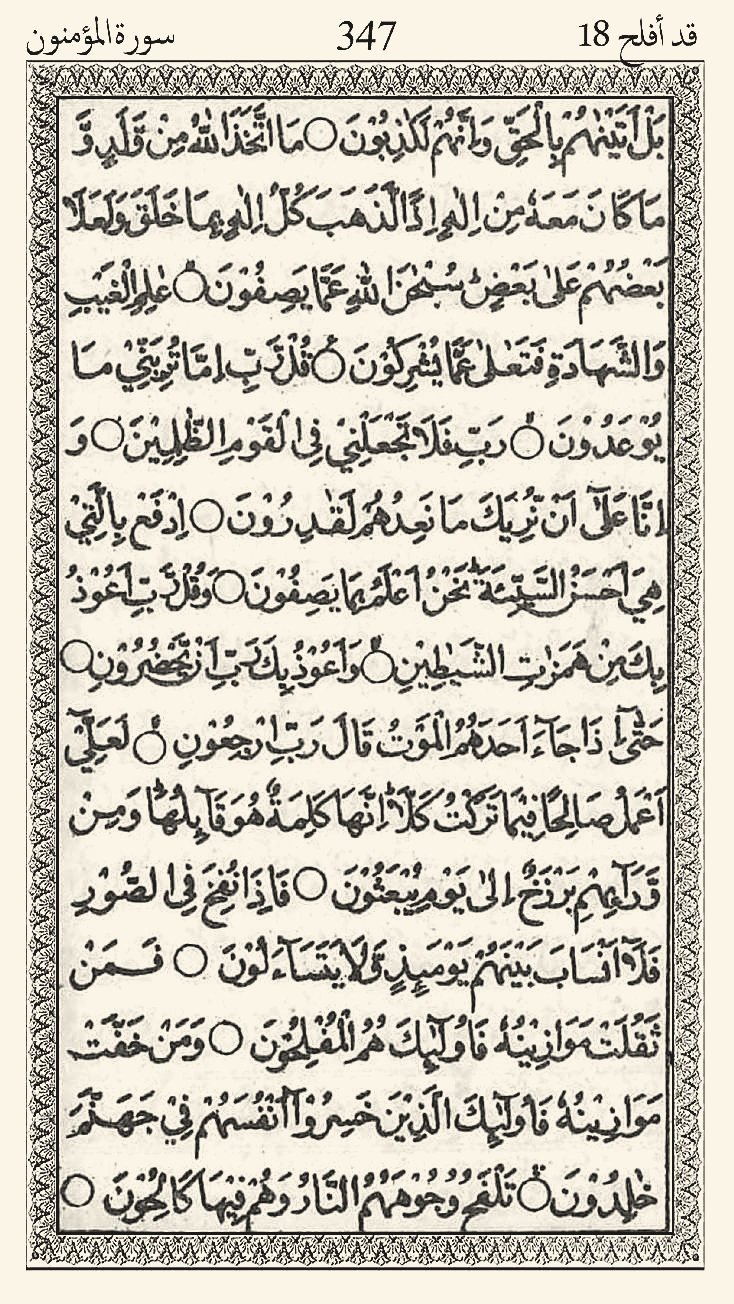 قد أفلح 18
347
سورة المؤمنون
بَلْ اَتَيْنٰهُمْ بِالْحَقِّ وَاِنَّهُمْ لَكٰذِبُوْنَ ○ مَا اتَّخَذَ اللّٰهُ مِنْ وَّلَدٍ وَّ
مَا كَانَ مَعَهٗ مِنْ اِلٰهٍ اِذًا لَّذَهَبَ كُلُّ اِلٰهٍۭ بِمَا خَلَقَ وَلَعَلَا
بَعْضُهُمْ عَلٰى بَعْضٍ ؕ سُبْحٰنَ اللّٰهِ عَمَّا يَصِفُوْنَ ○ عٰلِمِ الْغَيْبِ
وَالشَّهَادَةِ فَتَعٰلٰى عَمَّا يُشْرِكُوْنَ ○ قُلْ رَّبِّ اِمَّا تُرِيَنِّيْ مَا
يُوْعَدُوْنَ ○ رَبِّ فَلَا تَجْعَلْنِيْ فِى الْقَوْمِ الظّٰلِمِيْنَ ○ وَ
اِنَّا عَلٰٓى اَنْ نُّرِيَكَ مَا نَعِدُهُمْ لَقٰدِرُوْنَ ○ اِدْفَعْ بِالَّتِيْ
هِيَ اَحْسَنُ السَّيِّئَةَ ؕ نَحْنُ اَعْلَمُ بِمَا يَصِفُوْنَ ○ وَقُلْ رَّبِّ اَعُوْذُ
بِكَ مِنْ هَمَزٰتِ الشَّيٰطِيْنِ ○ وَاَعُوْذُ بِكَ رَبِّ اَنْ يَّحْضُرُوْنِ ○
حَتّٰٓى اِذَا جَآءَ اَحَدَهُمُ الْمَوْتُ قَالَ رَبِّ ارْجِعُوْنِ ○ لَعَلِّيْٓ
اَعْمَلُ صَالِحًا فِيْمَا تَرَكْتُ كَلَّا ؕ اِنَّهَا كَلِمَةٌ هُوَ قَآئِلُهَا ؕ وَمِنْ
وَّرَآئِهِمْ بَرْزَخٌ اِلٰى يَوْمِ يُبْعَثُوْنَ ○ فَاِذَا نُفِخَ فِى الصُّوْرِ
فَلَآ اَنْسَابَ بَيْنَهُمْ يَوْمَئِذٍ وَّلَا يَتَسَآءَلُوْنَ ○ فَمَنْ
ثَقُلَتْ مَوَازِيْنُهٗ فَاُولٰٓئِكَ هُمُ الْمُفْلِحُوْنَ ○ وَمَنْ خَفَّتْ
مَوَازِيْنُهٗ فَاُولٰٓئِكَ الَّذِيْنَ خَسِرُوْٓا اَنْفُسَهُمْ فِيْ جَهَنَّمَ
خٰلِدُوْنَ ○ تَلْفَحُ وُجُوْهَهُمُ النَّارُ وَهُمْ فِيْهَا كَالِحُوْنَ ○